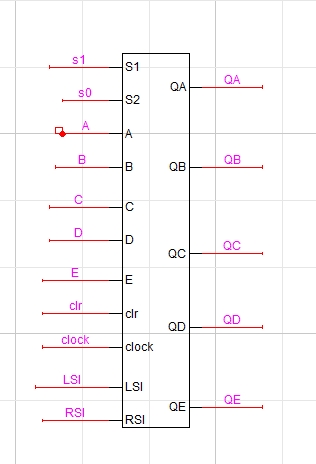 s1 S1
QA QA
s0 S2
A A
B B
QB QB
C C
D D
QC QC
E E
clr clr
QD QD
clock clock
LSI LSI
QE QE
RSI RSI